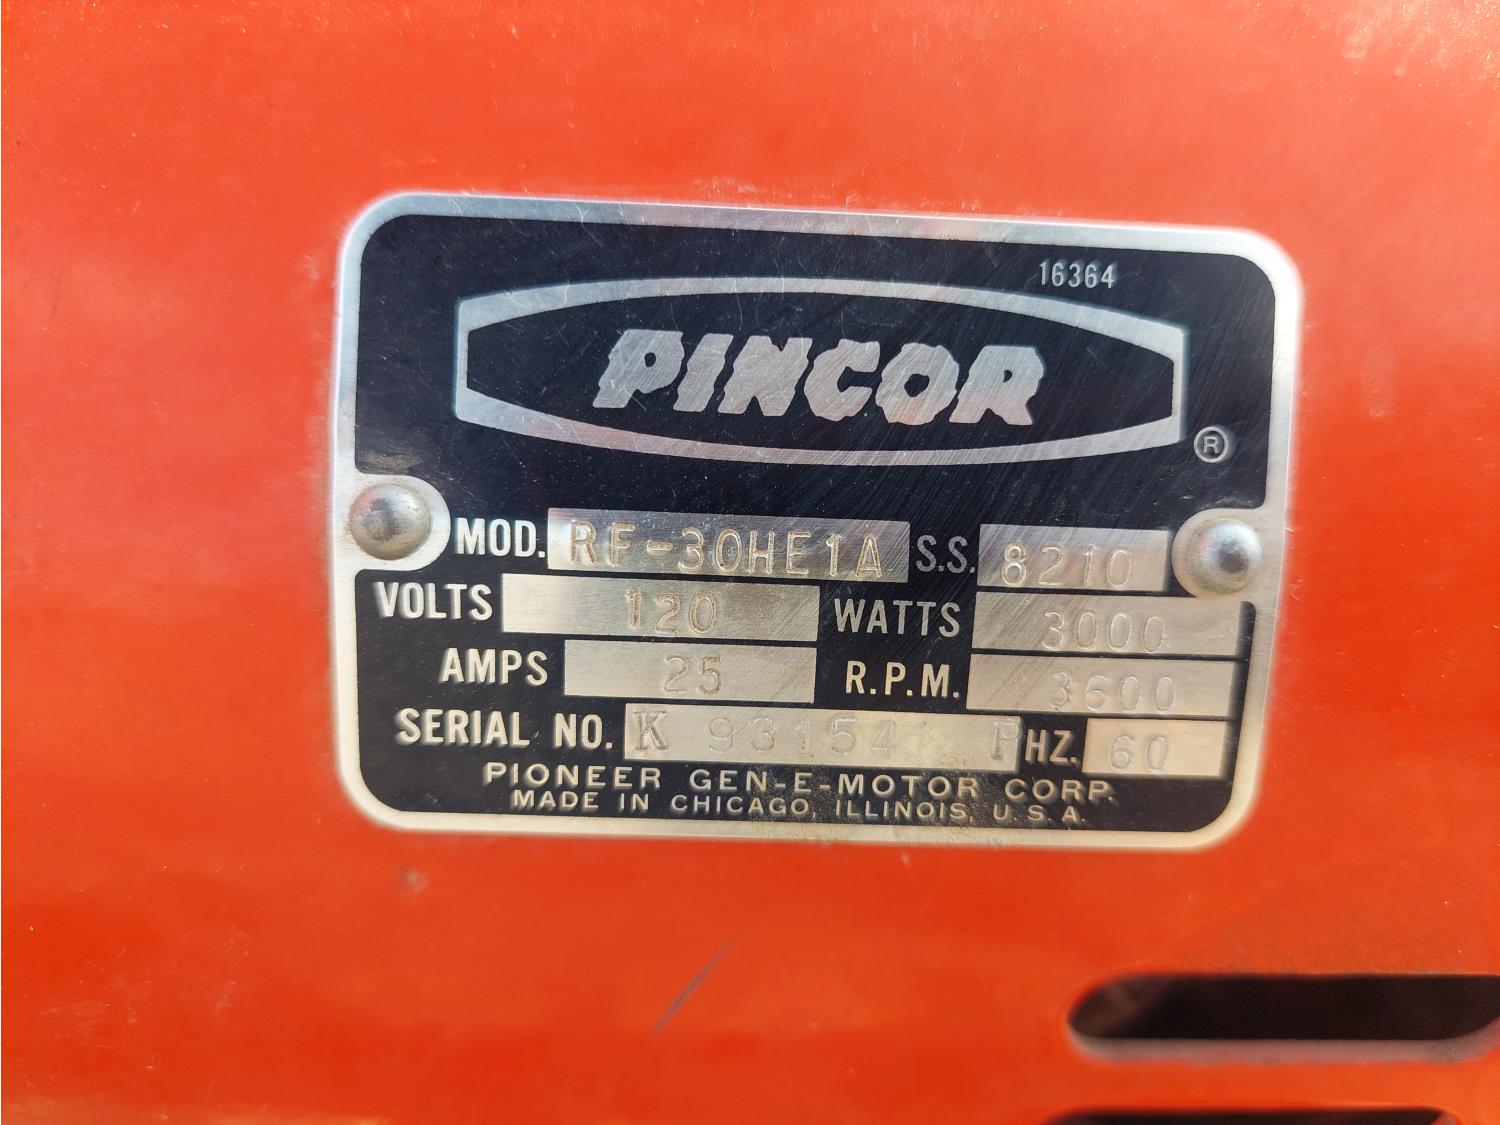 16364
PINCOR
®
MOD. RF-30HE1A S.S. 8210
VOLTS 120 WATTS 3000
AMPS 25 R.P.M. 3600
SERIAL NO. K 93154 P HZ. 60
PIONEER GEN-E-MOTOR CORP.
MADE IN CHICAGO, ILLINOIS, U.S.A.